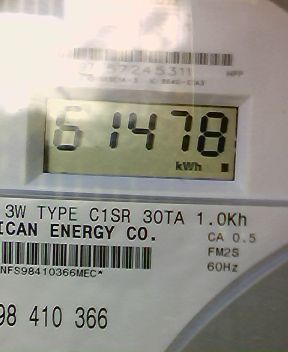 57245311
HPP
61478
kWh
3W TYPE C1SR 30TA 1.0Kh
ICAN ENERGY CO.
CA 0.5
FM2S
60Hz
NFS98410366MEC*
98 410 366